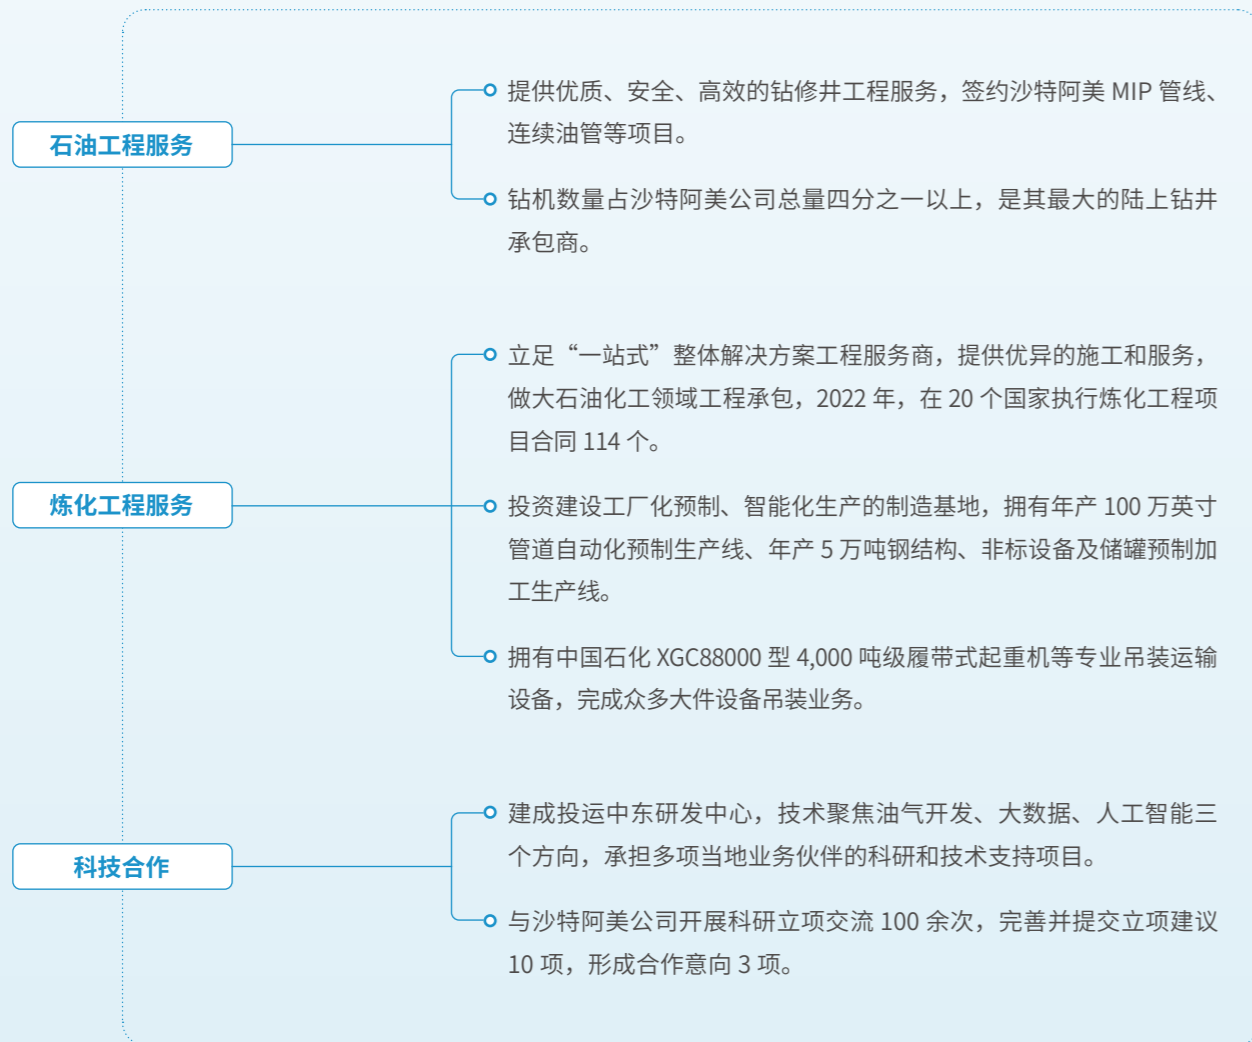 石油工程服务
提供优质、安全、高效的钻修井工程服务，签约沙特阿美 MIP 管线、
连续油管等项目。
钻机数量占沙特阿美公司总量四分之一以上，是其最大的陆上钻井
承包商。
炼化工程服务
立足“一站式”整体解决方案工程服务商，提供优异的施工和服务，
做大石油化工领域工程承包，2022 年，在 20 个国家执行炼化工程项
目合同 114 个。
投资建设工厂化预制、智能化生产的制造基地，拥有年产 100 万英寸
管道自动化预制生产线、年产 5 万吨钢结构、非标设备及储罐预制加
工生产线。
拥有中国石化 XGC88000 型 4,000 吨级履带式起重机等专业吊装运输
设备，完成众多大件设备吊装业务。
科技合作
建成投运中东研发中心，技术聚焦油气开发、大数据、人工智能三
个方向，承担多项当地业务伙伴的科研和技术支持项目。
与沙特阿美公司开展科研立项交流 100 余次，完善并提交立项建议
10 项，形成合作意向 3 项。